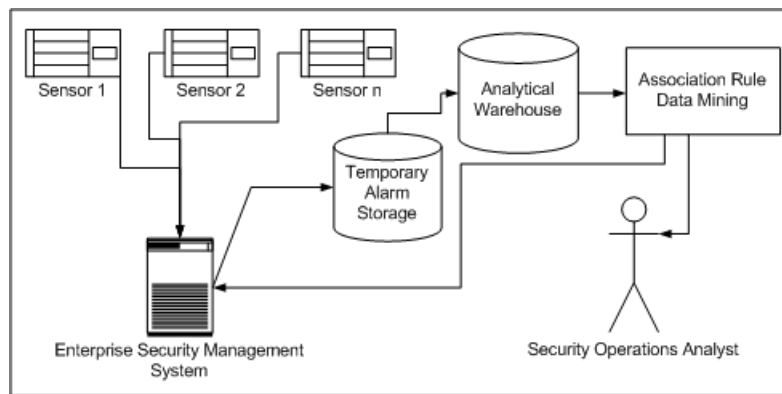 Sensor 1
Sensor 2
Sensor n
Analytical
Warehouse
Association Rule
Data Mining
Temporary
Alarm
Storage
Enterprise Security Management
System
Security Operations Analyst